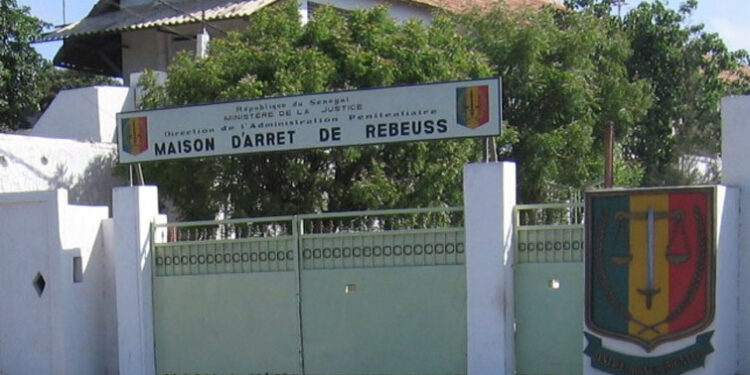 République du Sénégal
MINISTÈRE DE LA JUSTICE
Direction de l'Administration Pénitentiaire
MAISON D'ARRET DE REBEUSS